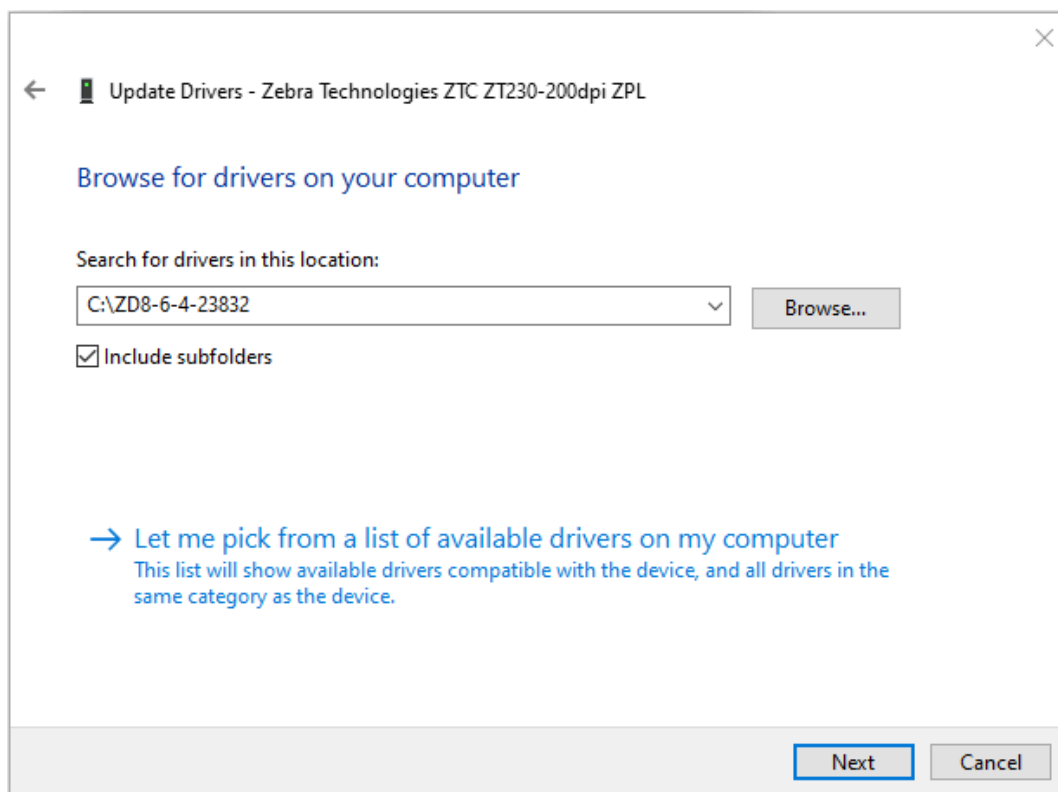 Update Drivers - Zebra Technologies ZTC ZT230-200dpi ZPL
Browse for drivers on your computer
Search for drivers in this location:
C:\ZD8-6-4-23832
Browse...
Include subfolders
Let me pick from a list of available drivers on my computer
This list will show available drivers compatible with the device, and all drivers in the
same category as the device.
Next
Cancel